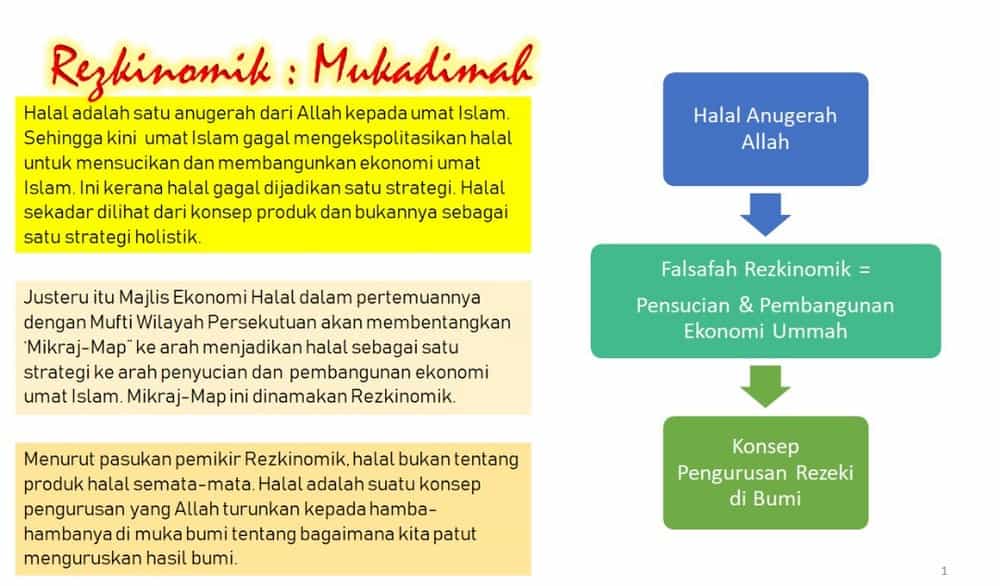 Rezkinomik : Mukadimah
Halal adalah satu anugerah dari Allah kepada umat Islam.
Sehingga kini umat Islam gagal mengekspolitasikan halal
untuk mensucikan dan membangunkan ekonomi umat
Islam. Ini kerana halal gagal dijadikan satu strategi. Halal
sekadar dilihat dari konsep produk dan bukannya sebagai
satu strategi holistik.
Justeru itu Majlis Ekonomi Halal dalam pertemuannya
dengan Mufti Wilayah Persekutuan akan membentangkan
'Mikraj-Map" ke arah menjadikan halal sebagai satu
strategi ke arah penyucian dan pembangunan ekonomi
umat Islam. Mikraj-Map ini dinamakan Rezkinomik.
Menurut pasukan pemikir Rezkinomik, halal bukan tentang
produk halal semata-mata. Halal adalah suatu konsep
pengurusan yang Allah turunkan kepada hamba-
hambanya di muka bumi tentang bagaimana kita patut
menguruskan hasil bumi.
Halal Anugerah
Allah
Falsafah Rezkinomik =
Pensucian & Pembangunan
Ekonomi Ummah
Konsep
Pengurusan Rezeki
di Bumi
1